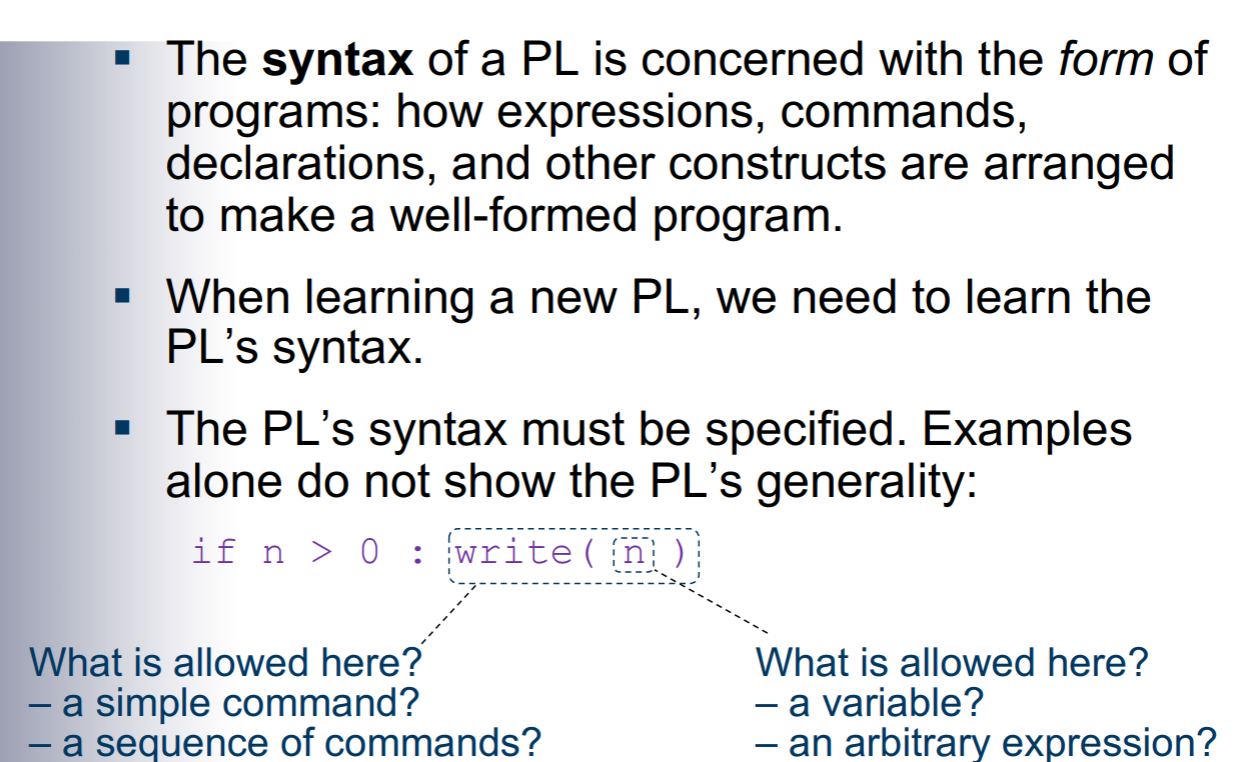 ▪ The syntax of a PL is concerned with the form of
programs: how expressions, commands,
declarations, and other constructs are arranged
to make a well-formed program.
▪ When learning a new PL, we need to learn the
PL’s syntax.
▪ The PL’s syntax must be specified. Examples
alone do not show the PL’s generality:
if n > 0 : write( n )
What is allowed here?
– a simple command?
– a sequence of commands?
What is allowed here?
– a variable?
– an arbitrary expression?